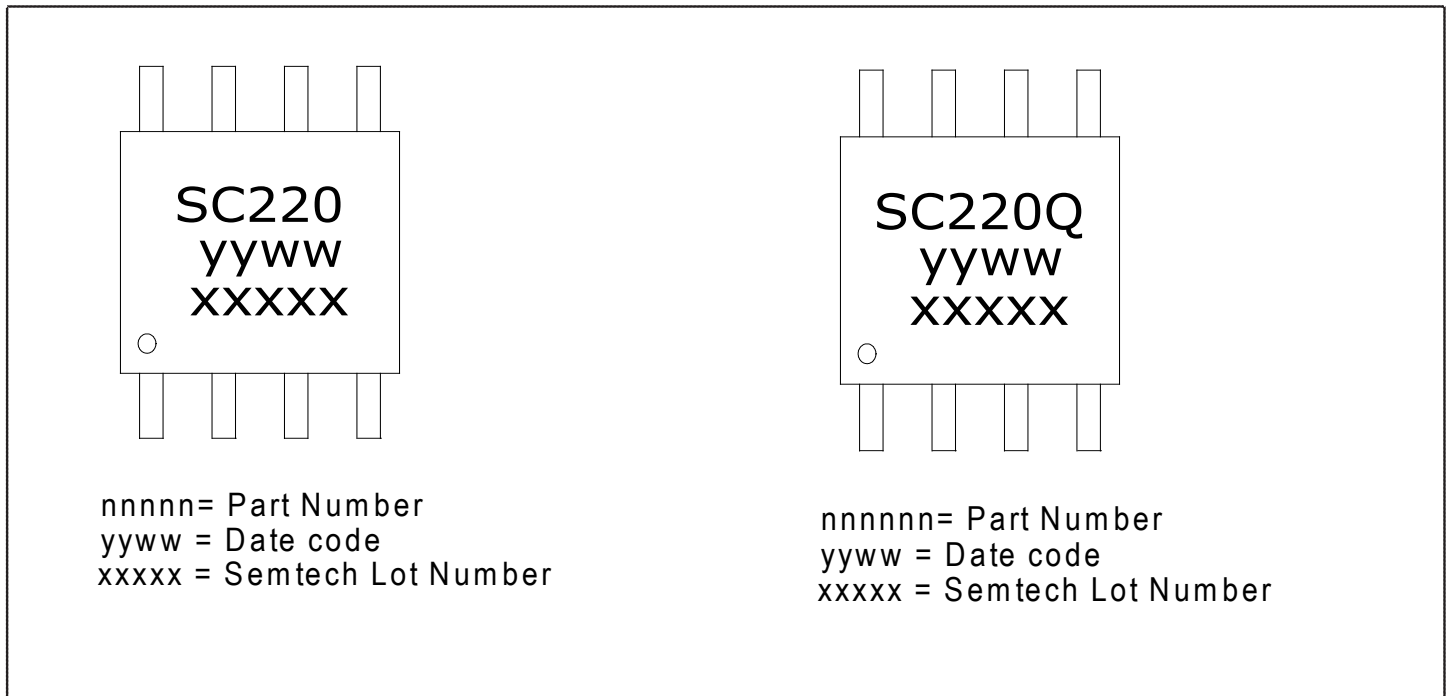 SC220
yyww
xxxxx
nnnnn= Part Number
yyww = Date code
xxxxx = Semtech Lot Number
SC220Q
yyww
xxxxx
nnnnnn= Part Number
yyww = Date code
xxxxx = Semtech Lot Number